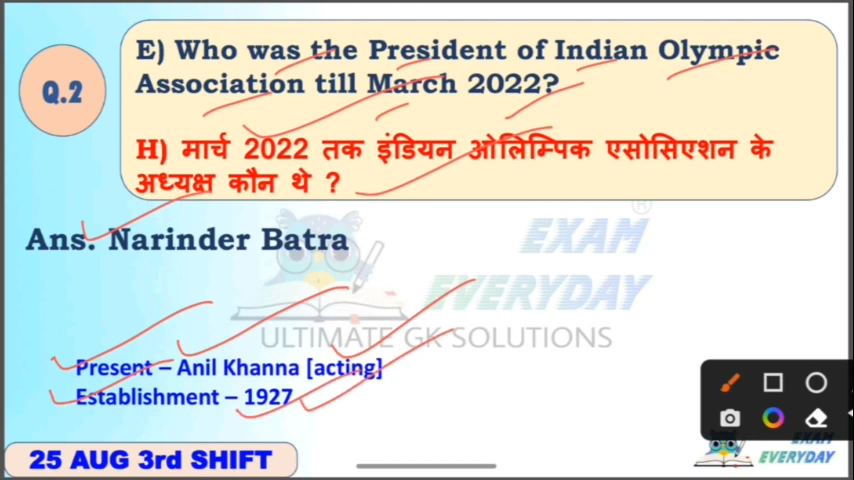 Q.2
E) Who was the President of Indian Olympic
Association till March 2022?
H) मार्च 2022 तक इंडियन ओलिम्पिक एसोसिएशन के
अध्यक्ष कौन थे ?
Ans. Narinder Batra
EXAM
EVERYDAY
®
ULTIMATE GK SOLUTIONS
Present – Anil Khanna [acting]
Establishment – 1927
25 AUG 3rd SHIFT
EXAM
EVERYDAY